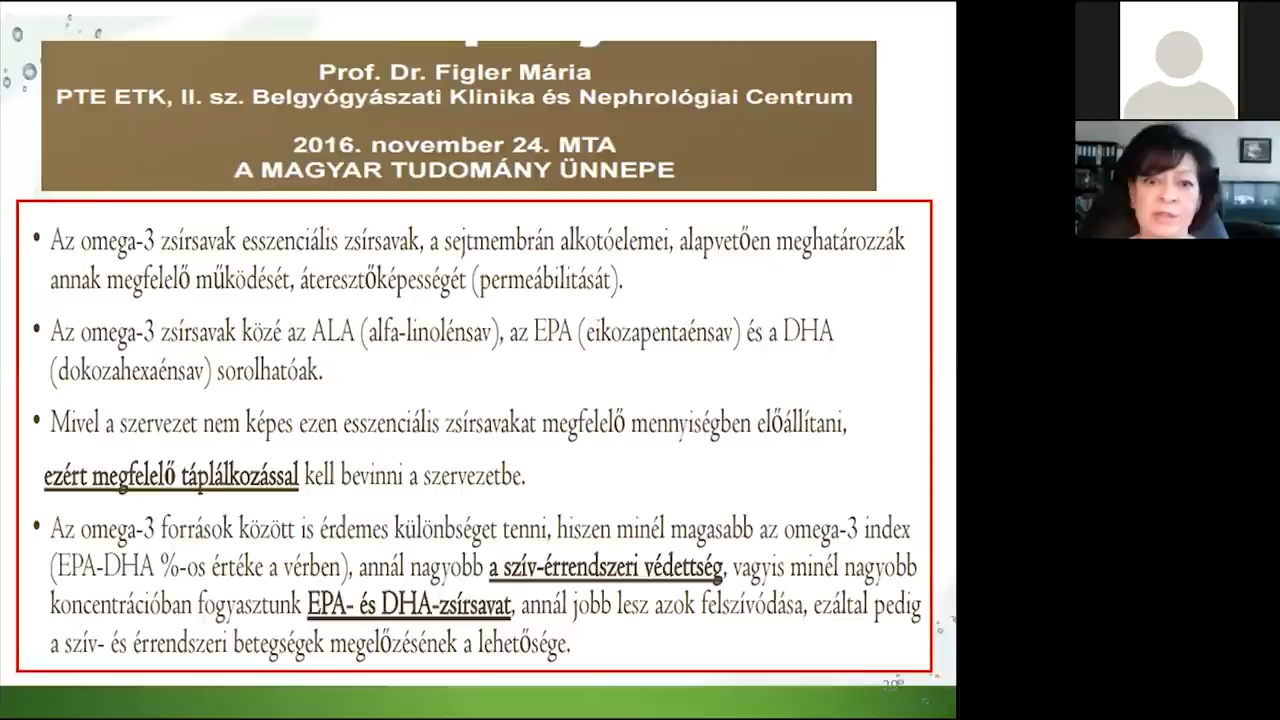 Prof. Dr. Figler Mária
PTE ETK, II. sz. Belgyógyászati Klinika és Nephrológiai Centrum
2016. november 24. MTA
A MAGYAR TUDOMÁNY ÜNNEPE
• Az omega-3 zsírsavak esszenciális zsírsavak, a sejtmembrán alkotóelemei, alapvetően meghatározzák
annak megfelelő működését, áteresztőképességét (permeábilitását).
• Az omega-3 zsírsavak közé az ALA (alfa-linolénsav), az EPA (eikozapentaénsav) és a DHA
(dokozahexaénsav) sorolhatóak.
• Mivel a szervezet nem képes ezen esszenciális zsírsavakat megfelelő mennyiségben előállítani,
ezért megfelelő táplálkozással kell bevinni a szervezetbe.
• Az omega-3 források között is érdemes különbséget tenni, hiszen minél magasabb az omega-3 index
(EPA-DHA %-os értéke a vérben), annál nagyobb a szív-érrendszeri védettség, vagyis minél nagyobb
koncentrációban fogyasztunk EPA- és DHA-zsírsavat, annál jobb lesz azok felszívódása, ezáltal pedig
a szív- és érrendszeri betegségek megelőzésének a lehetősége.